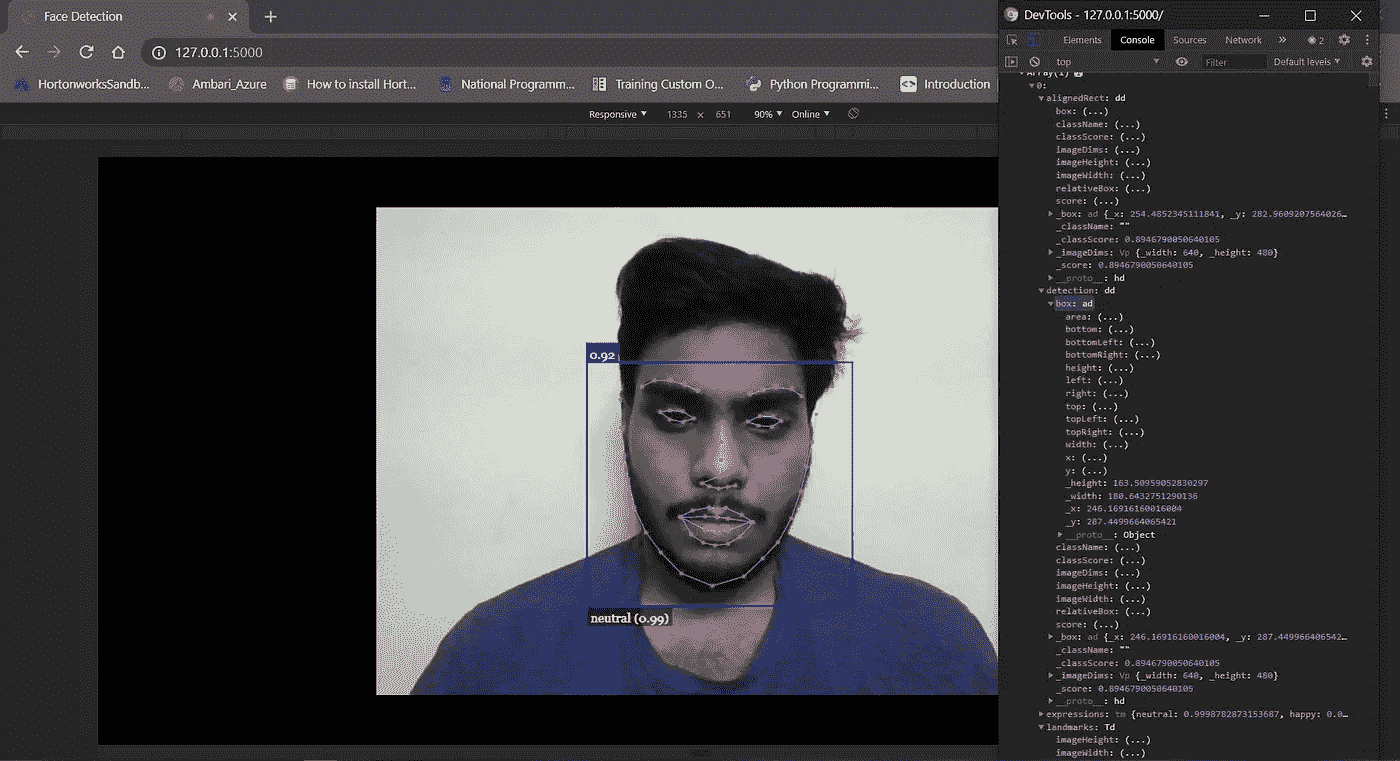 Face Detection
127.0.0.1:5000
HortonworksSandb...
Ambari_Azure
How to install Hort...
National Programm...
Training Custom O...
Python Programmi...
Introduction
Responsive
1335 × 651
90%
Online
0.92
neutral (0.99)
DevTools - 127.0.0.1:5000/
Elements Console Sources Network » 2
top Filter Default levels
Array(1)
0:
alignedRect: dd
box: (...)
className: (...)
classScore: (...)
imageDims: (...)
imageHeight: (...)
imageWidth: (...)
relativeBox: (...)
score: (...)
_box: ad {_x: 254.4852345111841, _y: 282.9609207564026…
_className: ""
_classScore: 0.8946790050640105
_imageDims: Vp {_width: 640, _height: 480}
_score: 0.8946790050640105
__proto__: hd
detection: dd
box: ad
area: (...)
bottom: (...)
bottomLeft: (...)
bottomRight: (...)
height: (...)
left: (...)
right: (...)
top: (...)
topLeft: (...)
topRight: (...)
width: (...)
x: (...)
y: (...)
_height: 163.50959052830297
_width: 180.6432751290136
_x: 246.16916160016004
_y: 287.4499664065421
__proto__: Object
className: (...)
classScore: (...)
imageDims: (...)
imageHeight: (...)
imageWidth: (...)
relativeBox: (...)
score: (...)
_box: ad {_x: 246.16916160016004, _y: 287.449966406542…
_className: ""
_classScore: 0.8946790050640105
_imageDims: Vp {_width: 640, _height: 480}
_score: 0.8946790050640105
__proto__: hd
expressions: tm {neutral: 0.9998782873153687, happy: 0.0…
landmarks: Td
imageHeight: (...)
imageWidth: (...)